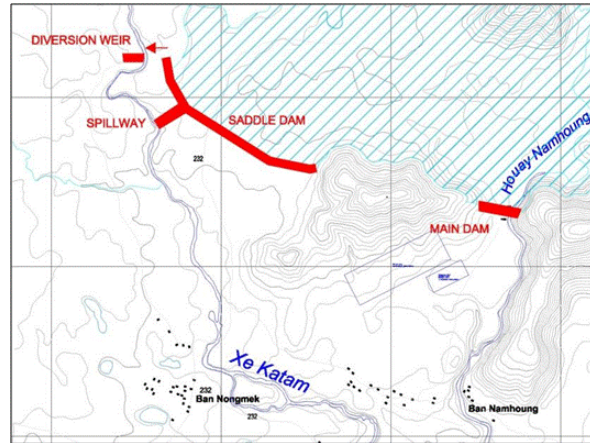 DIVERSION WEIR
SPILLWAY
SADDLE DAM
232
Houay Namhoung
MAIN DAM
Xe Katam
232
Ban Nongmek
232
Ban Namhoung